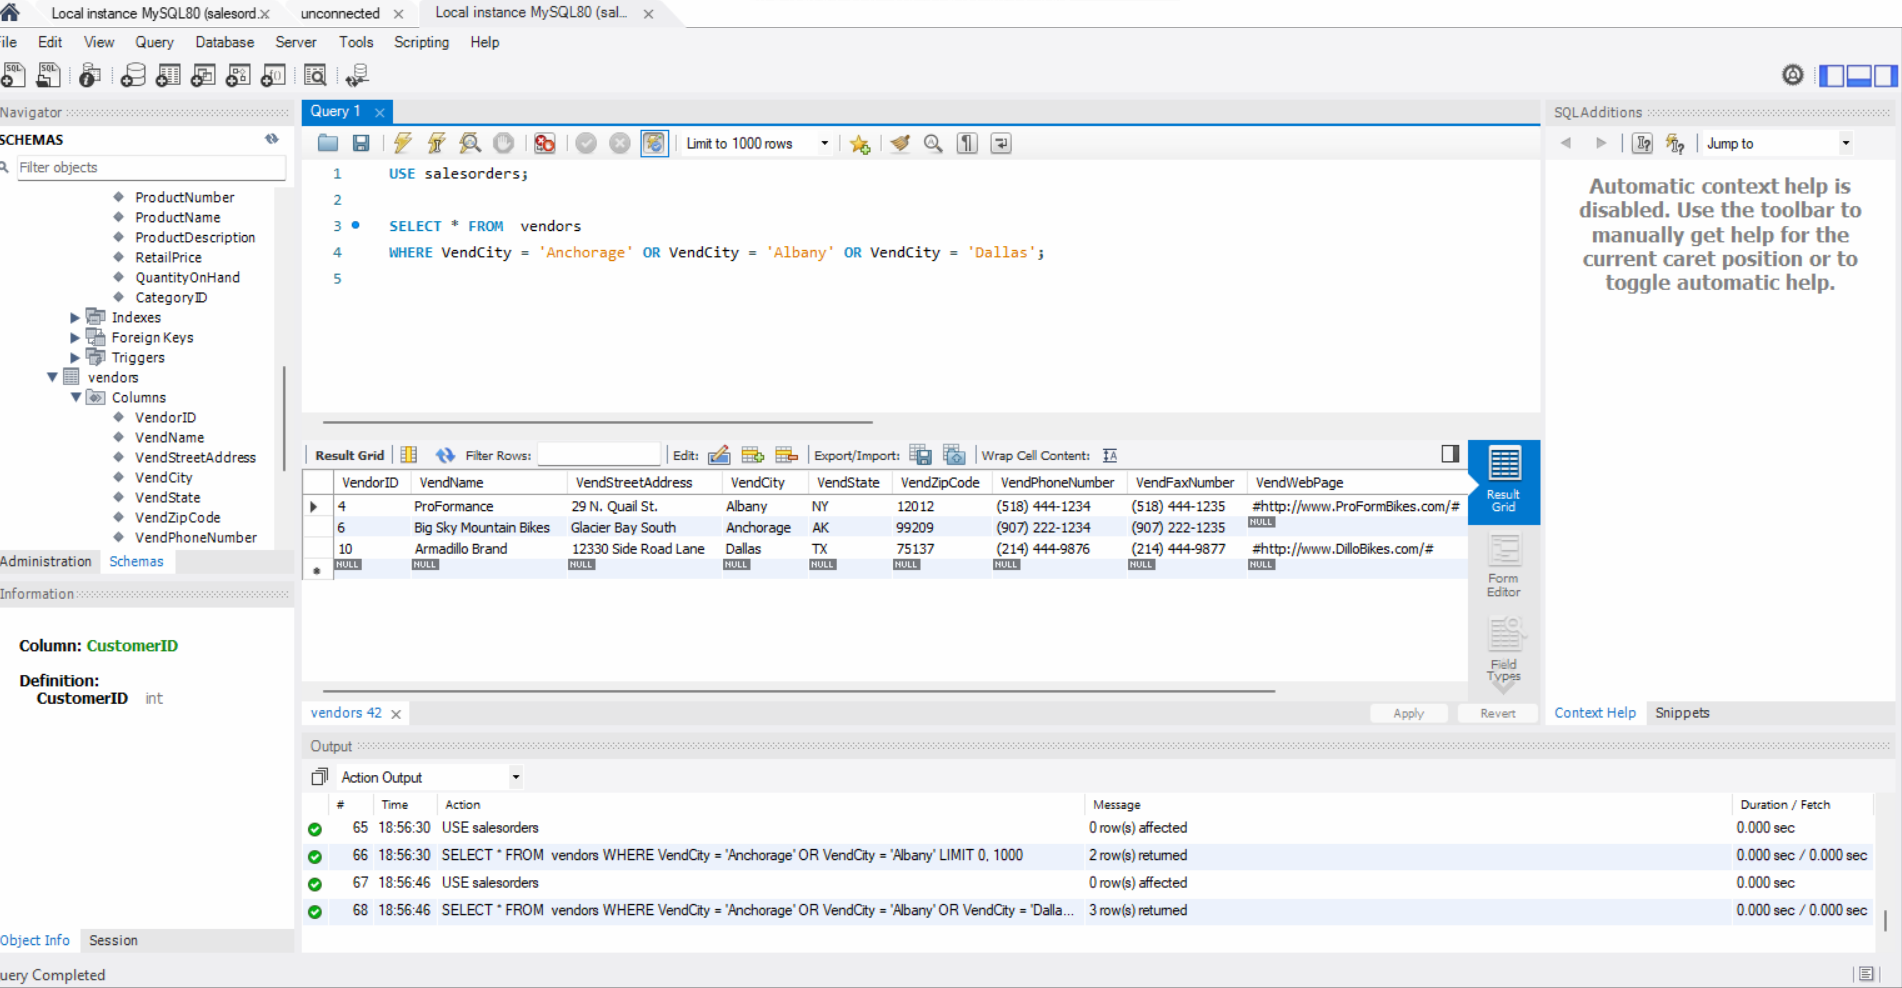 Local instance MySQL80 (salesord.
unconnected
Local instance MySQL80 (sal...
ile Edit View Query Database Server Tools Scripting Help
Navigator
SCHEMAS
Filter objects
ProductNumber
ProductName
ProductDescription
RetailPrice
QuantityOnHand
CategoryID
Indexes
Foreign Keys
Triggers
vendors
Columns
VendorID
VendName
VendStreetAddress
VendCity
VendState
VendZipCode
VendPhoneNumber
Administration Schemas
Information
Column: CustomerID
Definition:
CustomerID int
Object Info Session
uery Completed
Query 1
Limit to 1000 rows
1 USE salesorders;
2
3 SELECT * FROM vendors
4 WHERE VendCity = 'Anchorage' OR VendCity = 'Albany' OR VendCity = 'Dallas';
5
Result Grid Filter Rows: Edit: Export/Import: Wrap Cell Content:
VendorID VendName VendStreetAddress VendCity VendState VendZipCode VendPhoneNumber VendFaxNumber VendWebPage
4 ProFormance 29 N. Quail St. Albany NY 12012 (518) 444-1234 (518) 444-1235 #http://www.ProFormBikes.com/#
6 Big Sky Mountain Bikes Glacier Bay South Anchorage AK 99209 (907) 222-1234 (907) 222-1235 NULL
10 Armadillo Brand 12330 Side Road Lane Dallas TX 75137 (214) 444-9876 (214) 444-9877 #http://www.DilloBikes.com/#
NULL NULL NULL NULL NULL NULL NULL NULL NULL
Result
Grid
Form
Editor
Field
Types
vendors 42
Apply Revert
Output
Action Output
# Time Action Message Duration / Fetch
65 18:56:30 USE salesorders 0 row(s) affected 0.000 sec
66 18:56:30 SELECT * FROM vendors WHERE VendCity = 'Anchorage' OR VendCity = 'Albany' LIMIT 0, 1000 2 row(s) returned 0.000 sec / 0.000 sec
67 18:56:46 USE salesorders 0 row(s) affected 0.000 sec
68 18:56:46 SELECT * FROM vendors WHERE VendCity = 'Anchorage' OR VendCity = 'Albany' OR VendCity = 'Dalla... 3 row(s) returned 0.000 sec / 0.000 sec
SQLAdditions
Jump to
Automatic context help is
disabled. Use the toolbar to
manually get help for the
current caret position or to
toggle automatic help.
Context Help Snippets